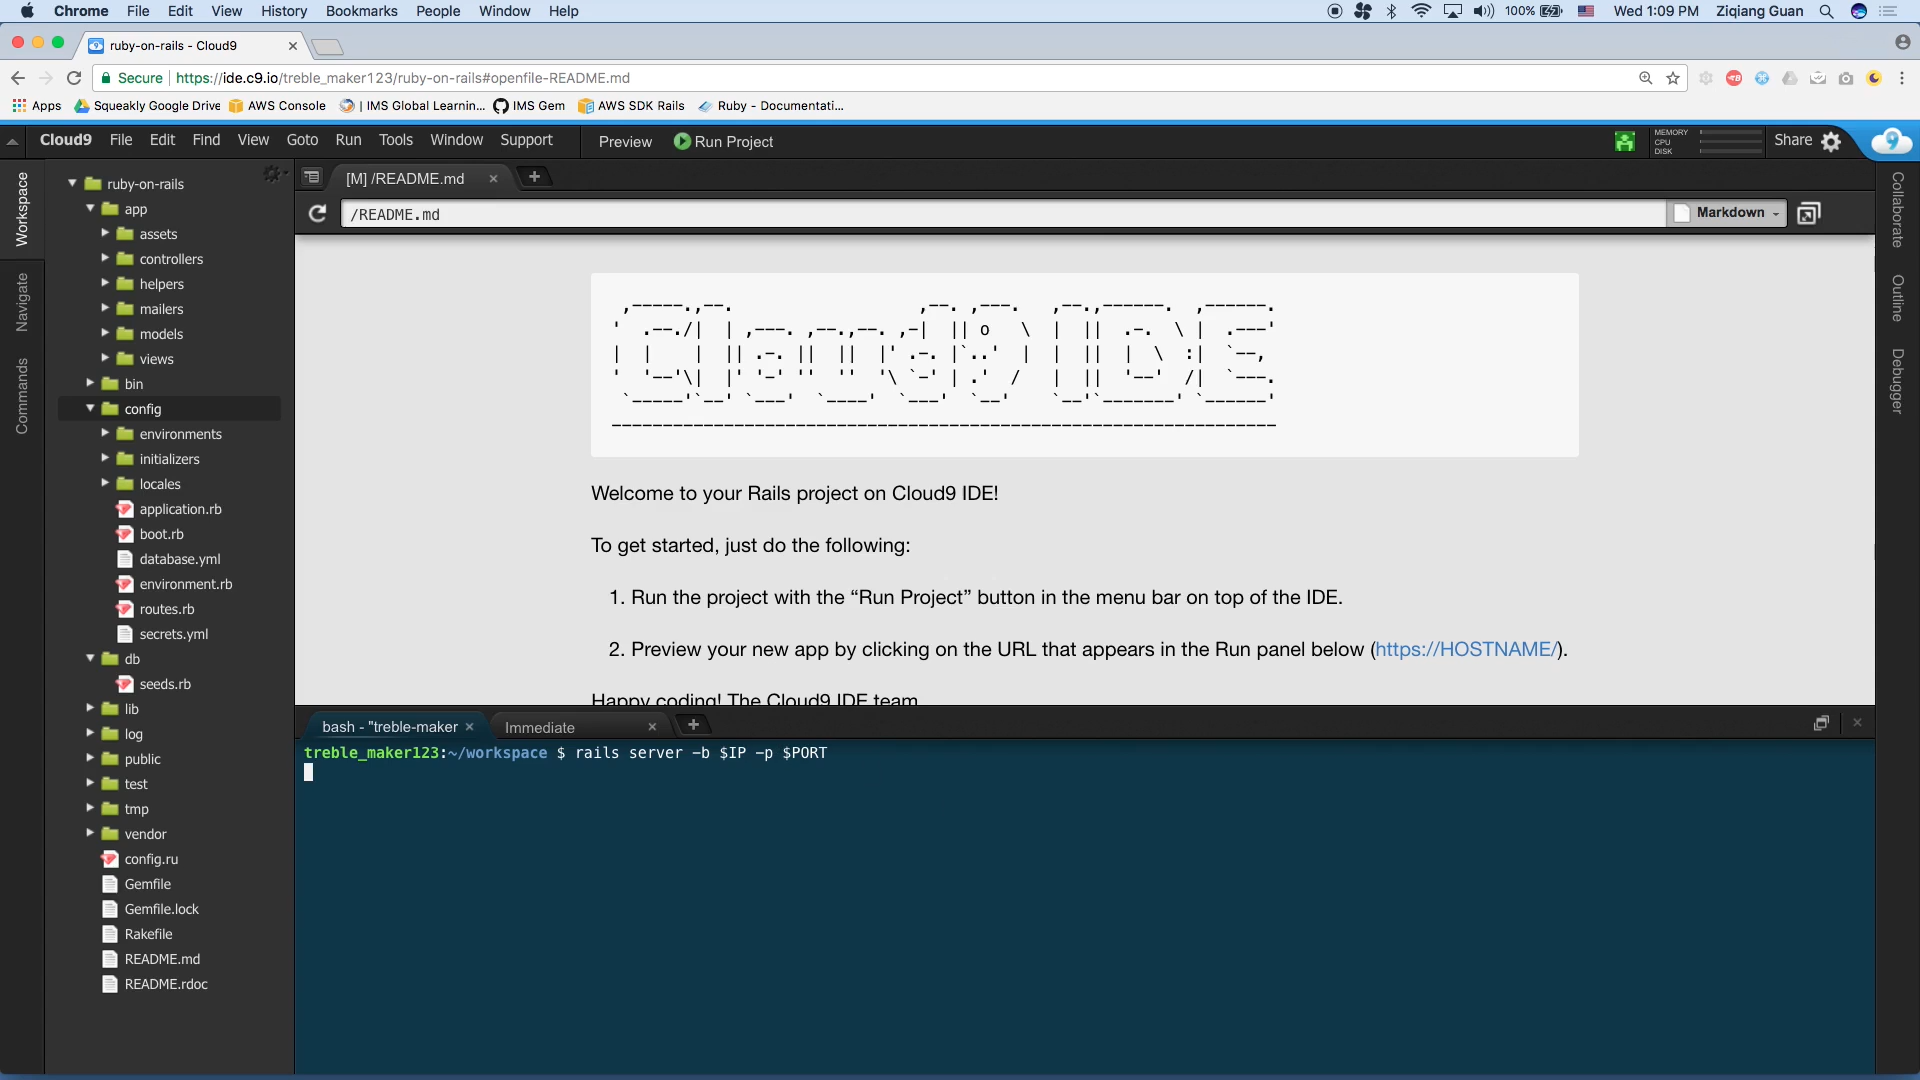 Chrome File Edit View History Bookmarks People Window Help 100% Wed 1:09 PM Ziqiang Guan
ruby-on-rails - Cloud9
Secure https://ide.c9.io/treble_maker123/ruby-on-rails#openfile-README.md
Apps Squeakly Google Drive AWS Console | IMS Global Learnin... IMS Gem AWS SDK Rails Ruby - Documentati...
Cloud9 File Edit Find View Goto Run Tools Window Support Preview Run Project MEMORY CPU DISK Share
Workspace
Navigate
Commands
ruby-on-rails
app
assets
controllers
helpers
mailers
models
views
bin
config
environments
initializers
locales
application.rb
boot.rb
database.yml
environment.rb
routes.rb
secrets.yml
db
seeds.rb
lib
log
public
test
tmp
vendor
config.ru
Gemfile
Gemfile.lock
Rakefile
README.md
README.rdoc
[M] /README.md
/README.md Markdown
Cloud9 IDE
Welcome to your Rails project on Cloud9 IDE!
To get started, just do the following:
1. Run the project with the “Run Project” button in the menu bar on top of the IDE.
2. Preview your new app by clicking on the URL that appears in the Run panel below (https://HOSTNAME/).
Happy coding! The Cloud9 IDE team
bash - "treble-maker Immediate
treble_maker123:~/workspace $ rails server -b $IP -p $PORT
Collaborate
Outline
Debugger